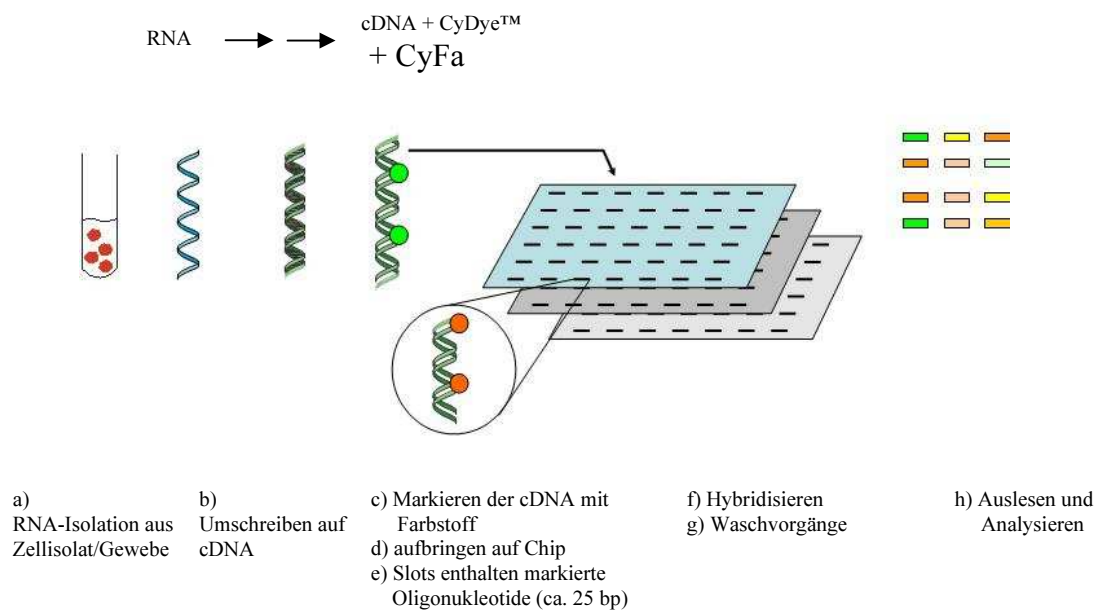 RNA
cDNA + CyDye™
+ CyFa
a)
RNA-Isolation aus
Zellisolat/Gewebe
b)
Umschreiben auf
cDNA
c) Markieren der cDNA mit
Farbstoff
d) aufbringen auf Chip
e) Slots enthalten markierte
Oligonukleotide (ca. 25 bp)
f) Hybridisieren
g) Waschvorgänge
h) Auslesen und
Analysieren